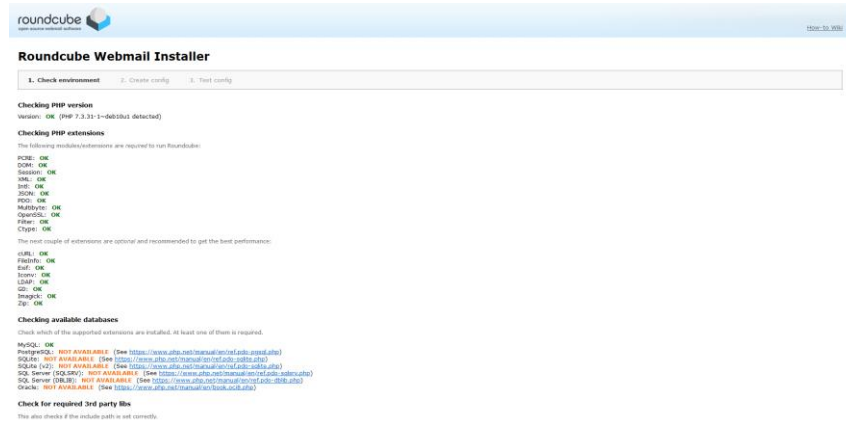 roundcube
open source webmail software
How-to Wiki
Roundcube Webmail Installer
1. Check environment 2. Create config 3. Test config
Checking PHP version
Version: OK (PHP 7.3.31-1~deb10u1 detected)
Checking PHP extensions
The following modules/extensions are required to run Roundcube:
PCRE: OK
DOM: OK
Session: OK
XML: OK
Intl: OK
JSON: OK
PDO: OK
Multibyte: OK
OpenSSL: OK
Filter: OK
Ctype: OK
The next couple of extensions are optional and recommended to get the best performance:
cURL: OK
FileInfo: OK
Exif: OK
Iconv: OK
LDAP: OK
GD: OK
Imagick: OK
Zip: OK
Checking available databases
Check which of the supported extensions are installed. At least one of them is required.
MySQL: OK
PostgreSQL: NOT AVAILABLE (See https://www.php.net/manual/en/ref.pdo-pgsql.php)
SQLite: NOT AVAILABLE (See https://www.php.net/manual/en/ref.pdo-sqlite.php)
SQLite (v2): NOT AVAILABLE (See https://www.php.net/manual/en/ref.pdo-sqlite.php)
SQL Server (SQLSRV): NOT AVAILABLE (See https://www.php.net/manual/en/ref.pdo-sqlsrv.php)
SQL Server (DBLIB): NOT AVAILABLE (See https://www.php.net/manual/en/ref.pdo-dblib.php)
Oracle: NOT AVAILABLE (See https://www.php.net/manual/en/book.oci8.php)
Check for required 3rd party libs
This also checks if the include path is set correctly.